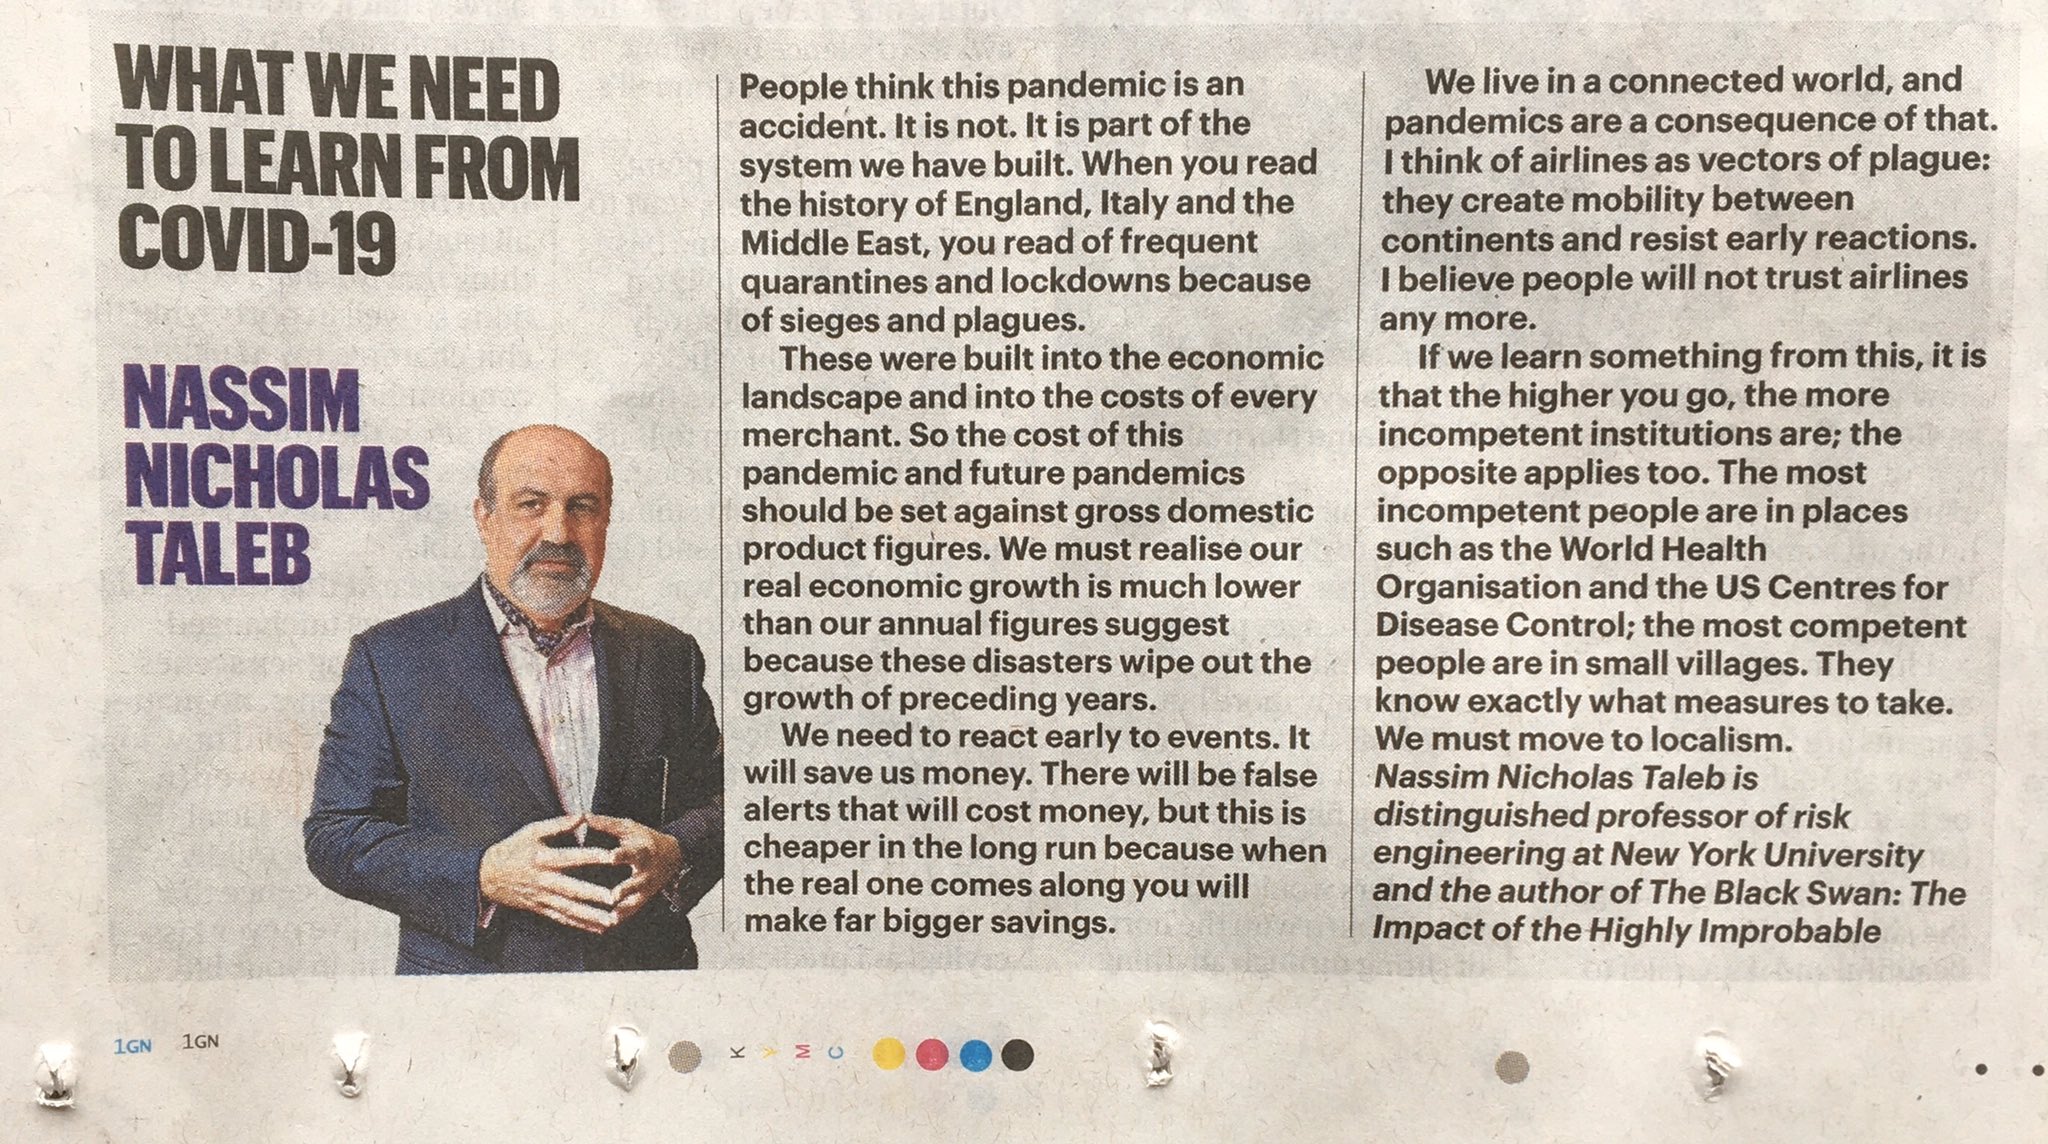 WHAT WE NEED
TO LEARN FROM
COVID-19
NASSIM
NICHOLAS
TALEB
People think this pandemic is an
accident. It is not. It is part of the
system we have built. When you read
the history of England, Italy and the
Middle East, you read of frequent
quarantines and lockdowns because
of sieges and plagues.
These were built into the economic
landscape and into the costs of every
merchant. So the cost of this
pandemic and future pandemics
should be set against gross domestic
product figures. We must realise our
real economic growth is much lower
than our annual figures suggest
because these disasters wipe out the
growth of preceding years.
We need to react early to events. It
will save us money. There will be false
alerts that will cost money, but this is
cheaper in the long run because when
the real one comes along you will
make far bigger savings.
We live in a connected world, and
pandemics are a consequence of that.
I think of airlines as vectors of plague:
they create mobility between
continents and resist early reactions.
I believe people will not trust airlines
any more.
If we learn something from this, it is
that the higher you go, the more
incompetent institutions are; the
opposite applies too. The most
incompetent people are in places
such as the World Health
Organisation and the US Centres for
Disease Control; the most competent
people are in small villages. They
know exactly what measures to take.
We must move to localism.
Nassim Nicholas Taleb is
distinguished professor of risk
engineering at New York University
and the author of The Black Swan: The
Impact of the Highly Improbable
1GN 1GN K Y M C